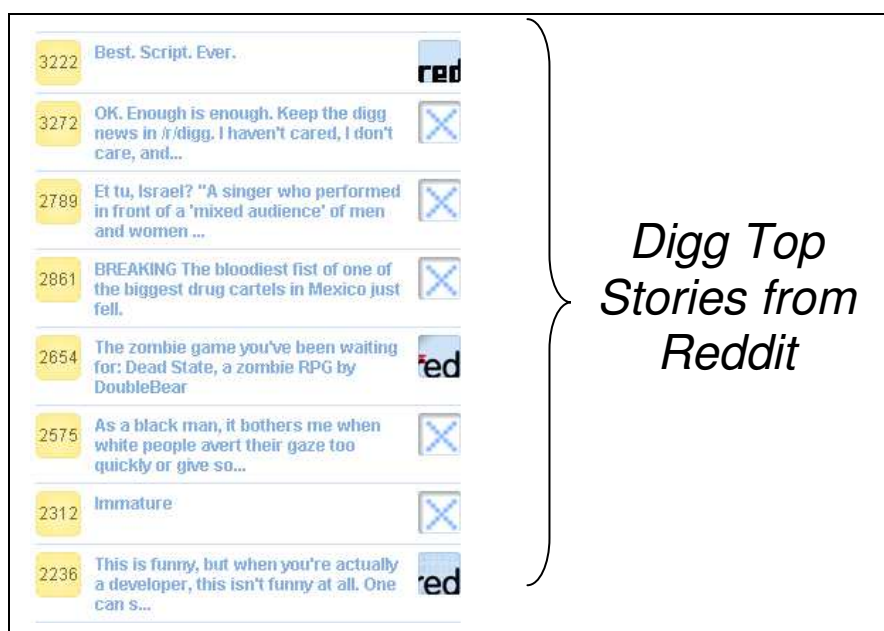 3222
Best. Script. Ever.
red
3272
OK. Enough is enough. Keep the digg
news in /r/digg. I haven't cared, I don't
care, and...
2789
Et tu, Israel? "A singer who performed
in front of a 'mixed audience' of men
and women ...
2861
BREAKING The bloodiest fist of one of
the biggest drug cartels in Mexico just
fell.
2654
The zombie game you've been waiting
for: Dead State, a zombie RPG by
DoubleBear
red
2575
As a black man, it bothers me when
white people avert their gaze too
quickly or give so...
2312
Immature
2236
This is funny, but when you're actually
a developer, this isn't funny at all. One
can s...
red
Digg Top
Stories from
Reddit